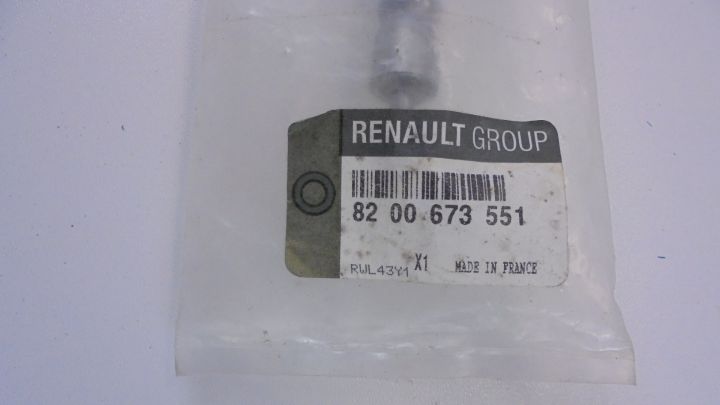 RENAULT GROUP
82 00 673 551
RWL43Y1 X1 MADE IN FRANCE